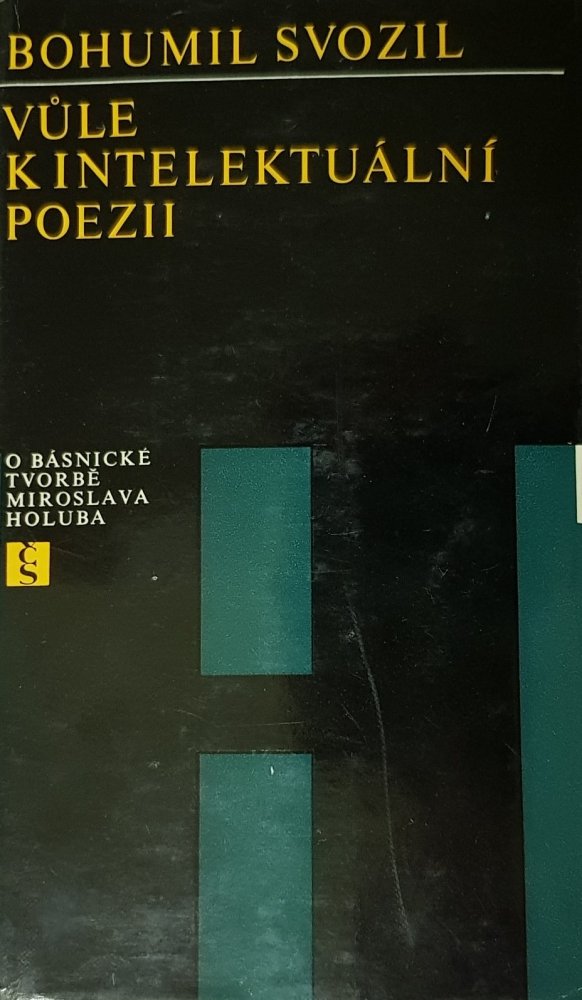 BOHUMIL SVOZIL
VŮLE
K INTELEKTUÁLNÍ
POEZII
O BÁSNICKÉ
TVORBĚ
MIROSLAVA
HOLUBA
ČS